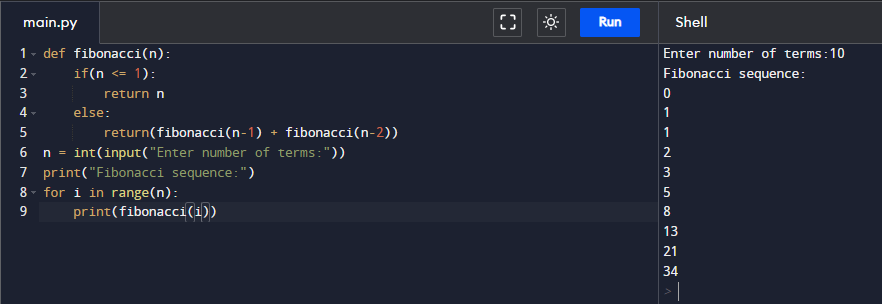 main.py
Run
Shell
1 def fibonacci(n):
2     if(n <= 1):
3         return n
4     else:
5         return(fibonacci(n-1) + fibonacci(n-2))
6 n = int(input("Enter number of terms:"))
7 print("Fibonacci sequence:")
8 for i in range(n):
9     print(fibonacci(i))
Enter number of terms:10
Fibonacci sequence:
0
1
1
2
3
5
8
13
21
34
>